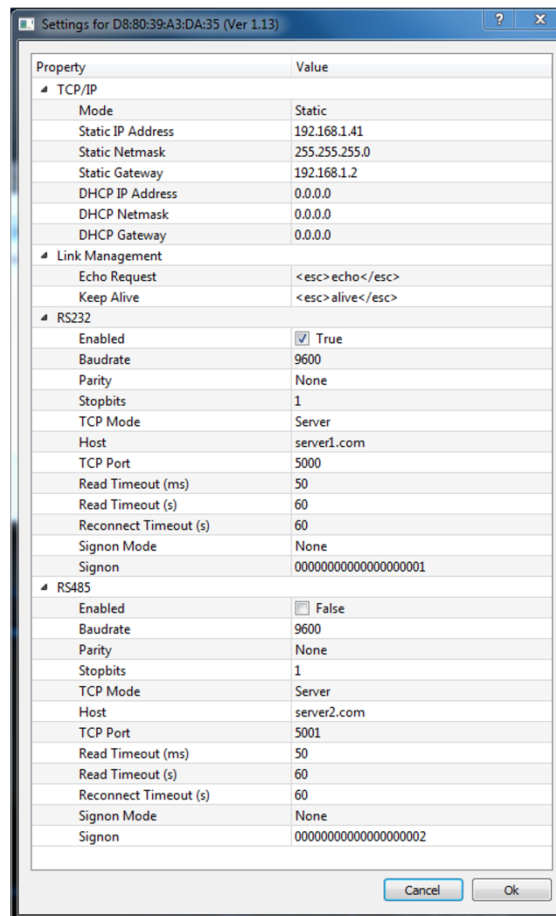 Settings for D8:80:39:A3:DA:35 (Ver 1.13)
Property Value
TCP/IP
Mode Static
Static IP Address 192.168.1.41
Static Netmask 255.255.255.0
Static Gateway 192.168.1.2
DHCP IP Address 0.0.0.0
DHCP Netmask 0.0.0.0
DHCP Gateway 0.0.0.0
Link Management
Echo Request <esc>echo</esc>
Keep Alive <esc>alive</esc>
RS232
Enabled True
Baudrate 9600
Parity None
Stopbits 1
TCP Mode Server
Host server1.com
TCP Port 5000
Read Timeout (ms) 50
Read Timeout (s) 60
Reconnect Timeout (s) 60
Signon Mode None
Signon 00000000000000000001
RS485
Enabled False
Baudrate 9600
Parity None
Stopbits 1
TCP Mode Server
Host server2.com
TCP Port 5001
Read Timeout (ms) 50
Read Timeout (s) 60
Reconnect Timeout (s) 60
Signon Mode None
Signon 00000000000000000002
Cancel Ok